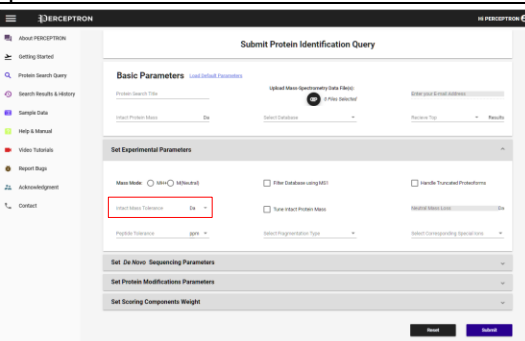 PERCEPTRON
Hi PERCEPTRON
About PERCEPTRON
Getting Started
Protein Search Query
Search Results & History
Sample Data
Help & Manual
Video Tutorials
Report Bugs
Acknowledgment
Contact
Submit Protein Identification Query
Basic Parameters Load Default Parameters
Protein Search Title
Upload Mass Spectrometry Data File(s)
0 Files Selected
Enter your E-mail Address
Intact Protein Mass Da
Select Database
Retrieve Top Results
Set Experimental Parameters
Mass Mode: MH+ M(Neutral)
Filter Database using MS1
Handle Truncated Proteoforms
Intact Mass Tolerance Da
Tune Intact Protein Mass
Neutral Mass Loss Da
Peptide Tolerance ppm
Select Fragmentation Type
Select Corresponding Special Ions
Set De Novo Sequencing Parameters
Set Protein Modifications Parameters
Set Scoring Components Weight
Reset Submit